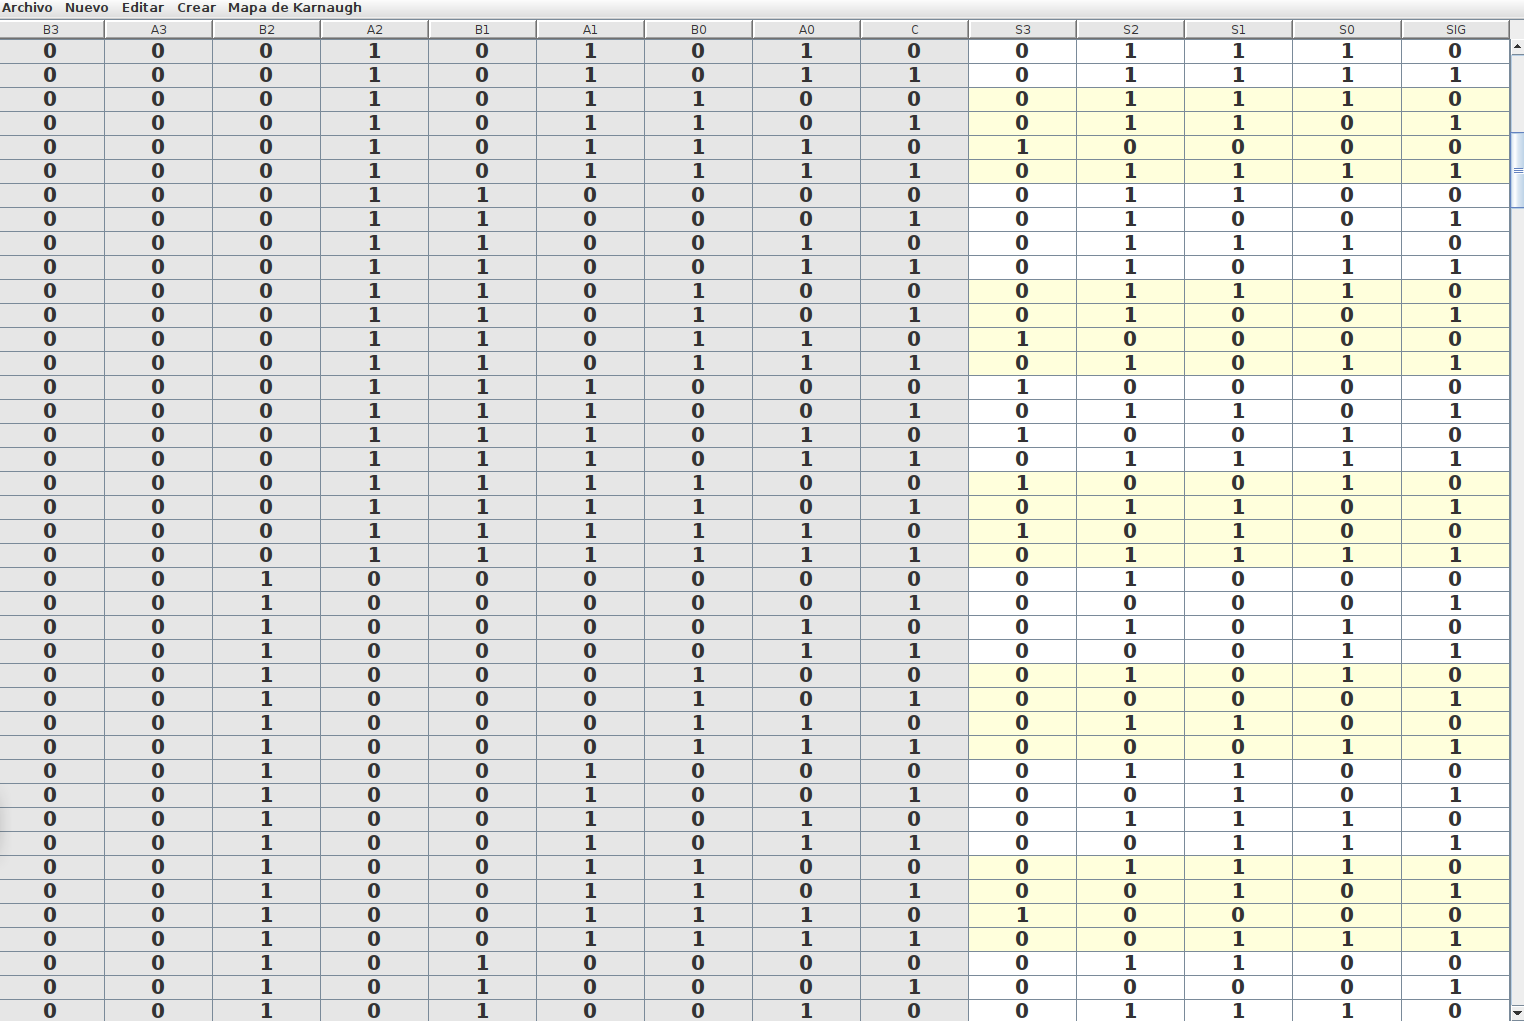 Archivo Nuevo Editar Crear Mapa de Karnaugh
B3 A3 B2 A2 B1 A1 B0 A0 C S3 S2 S1 S0 SIG
0 0 0 1 0 1 0 1 0 0 1 1 1 0
0 0 0 1 0 1 0 1 1 0 1 1 1 1
0 0 0 1 0 1 1 0 0 0 1 1 1 0
0 0 0 1 0 1 1 0 1 0 1 1 0 1
0 0 0 1 0 1 1 1 0 1 0 0 0 0
0 0 0 1 0 1 1 1 1 0 1 1 1 1
0 0 0 1 1 0 0 0 0 0 1 1 0 0
0 0 0 1 1 0 0 0 1 0 1 0 0 1
0 0 0 1 1 0 0 1 0 0 1 1 1 0
0 0 0 1 1 0 0 1 1 0 1 0 1 1
0 0 0 1 1 0 1 0 0 0 1 1 1 0
0 0 0 1 1 0 1 0 1 0 1 0 0 1
0 0 0 1 1 0 1 1 0 1 0 0 0 0
0 0 0 1 1 0 1 1 1 0 1 0 1 1
0 0 0 1 1 1 0 0 0 1 0 0 0 0
0 0 0 1 1 1 0 0 1 0 1 1 0 1
0 0 0 1 1 1 0 1 0 1 0 0 1 0
0 0 0 1 1 1 0 1 1 0 1 1 1 1
0 0 0 1 1 1 1 0 0 1 0 0 1 0
0 0 0 1 1 1 1 0 1 0 1 1 0 1
0 0 0 1 1 1 1 1 0 1 0 1 0 0
0 0 0 1 1 1 1 1 1 0 1 1 1 1
0 0 1 0 0 0 0 0 0 0 1 0 0 0
0 0 1 0 0 0 0 0 1 0 0 0 0 1
0 0 1 0 0 0 0 1 0 0 1 0 1 0
0 0 1 0 0 0 0 1 1 0 0 0 1 1
0 0 1 0 0 0 1 0 0 0 1 0 1 0
0 0 1 0 0 0 1 0 1 0 0 0 0 1
0 0 1 0 0 0 1 1 0 0 1 1 0 0
0 0 1 0 0 0 1 1 1 0 0 0 1 1
0 0 1 0 0 1 0 0 0 0 1 1 0 0
0 0 1 0 0 1 0 0 1 0 0 1 0 1
0 0 1 0 0 1 0 1 0 0 1 1 1 0
0 0 1 0 0 1 0 1 1 0 0 1 1 1
0 0 1 0 0 1 1 0 0 0 1 1 1 0
0 0 1 0 0 1 1 0 1 0 0 1 0 1
0 0 1 0 0 1 1 1 0 1 0 0 0 0
0 0 1 0 0 1 1 1 1 0 0 1 1 1
0 0 1 0 1 0 0 0 0 0 1 1 0 0
0 0 1 0 1 0 0 0 1 0 0 0 0 1
0 0 1 0 1 0 0 1 0 0 1 1 1 0